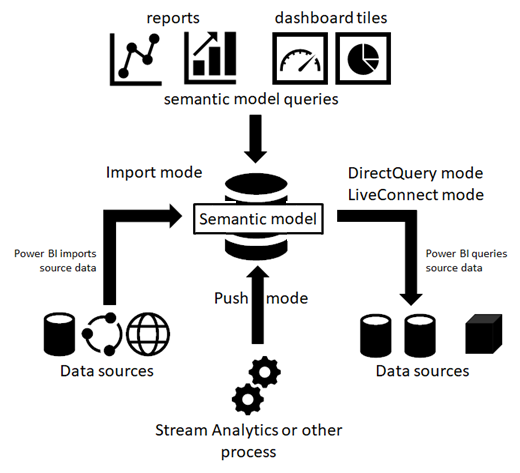 reports
dashboard tiles
semantic model queries
Import mode
DirectQuery mode
LiveConnect mode
Semantic model
Power BI imports
source data
Power BI queries
source data
Push mode
Data sources
Data sources
Stream Analytics or other
process